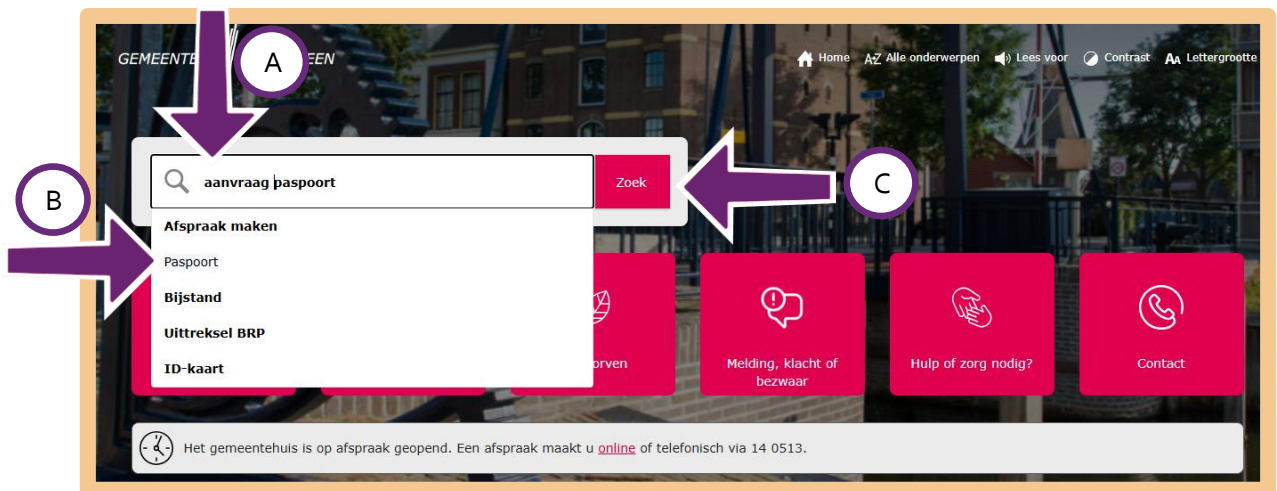 A
GEMEENTE EEN
Home
AZ Alle onderwerpen
Lees voor
Contrast
AA Lettergrootte
B
aanvraag paspoort
Zoek
C
Afspraak maken
Paspoort
Bijstand
Uittreksel BRP
ID-kaart
orven
Melding, klacht of
bezwaar
Hulp of zorg nodig?
Contact
Het gemeentehuis is op afspraak geopend. Een afspraak maakt u online of telefonisch via 14 0513.